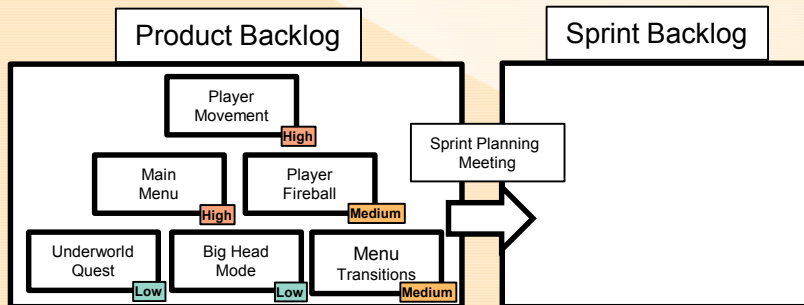 Product Backlog
Sprint Backlog
Player
Movement
High
Sprint Planning
Meeting
Main
Menu
High
Player
Fireball
Medium
Underworld
Quest
Low
Big Head
Mode
Low
Menu
Transitions
Medium